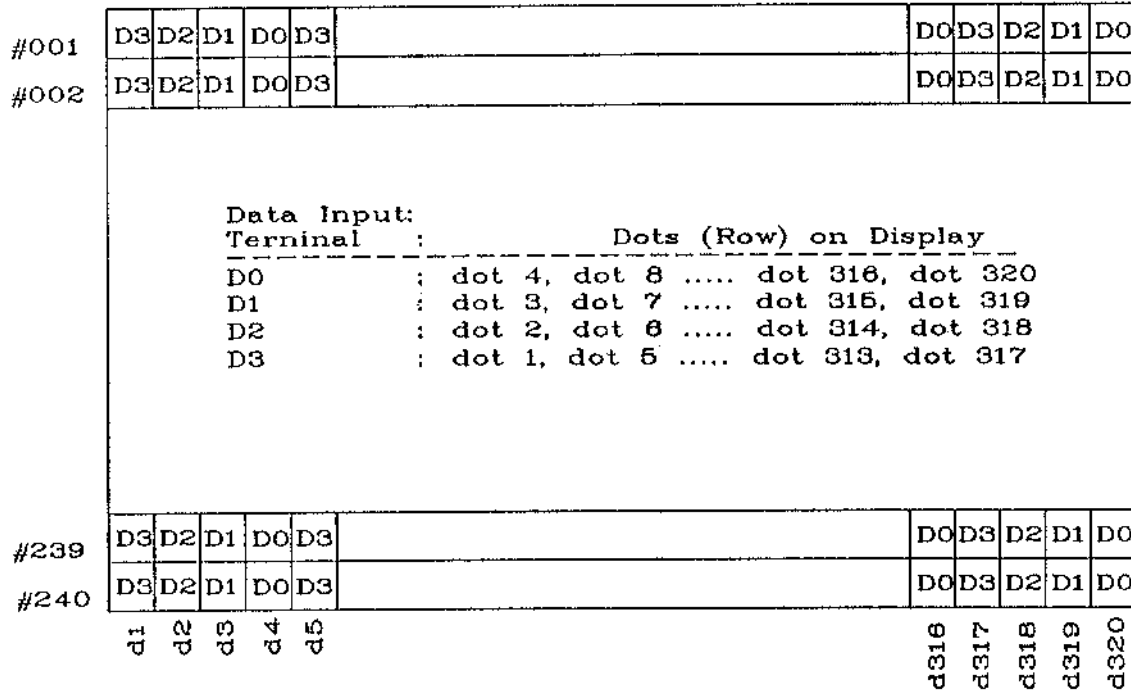 #001 D3 D2 D1 D0 D3 D0 D3 D2 D1 D0
#002 D3 D2 D1 D0 D3 D0 D3 D2 D1 D0
Data Input:
Terninal : Dots (Row) on Display
D0 : dot 4, dot 8 ..... dot 316, dot 320
D1 : dot 3, dot 7 ..... dot 315, dot 319
D2 : dot 2, dot 6 ..... dot 314, dot 318
D3 : dot 1, dot 5 ..... dot 313, dot 317
#239 D3 D2 D1 D0 D3 D0 D3 D2 D1 D0
#240 D3 D2 D1 D0 D3 D0 D3 D2 D1 D0
d1 d2 d3 d4 d5 d316 d317 d318 d319 d320